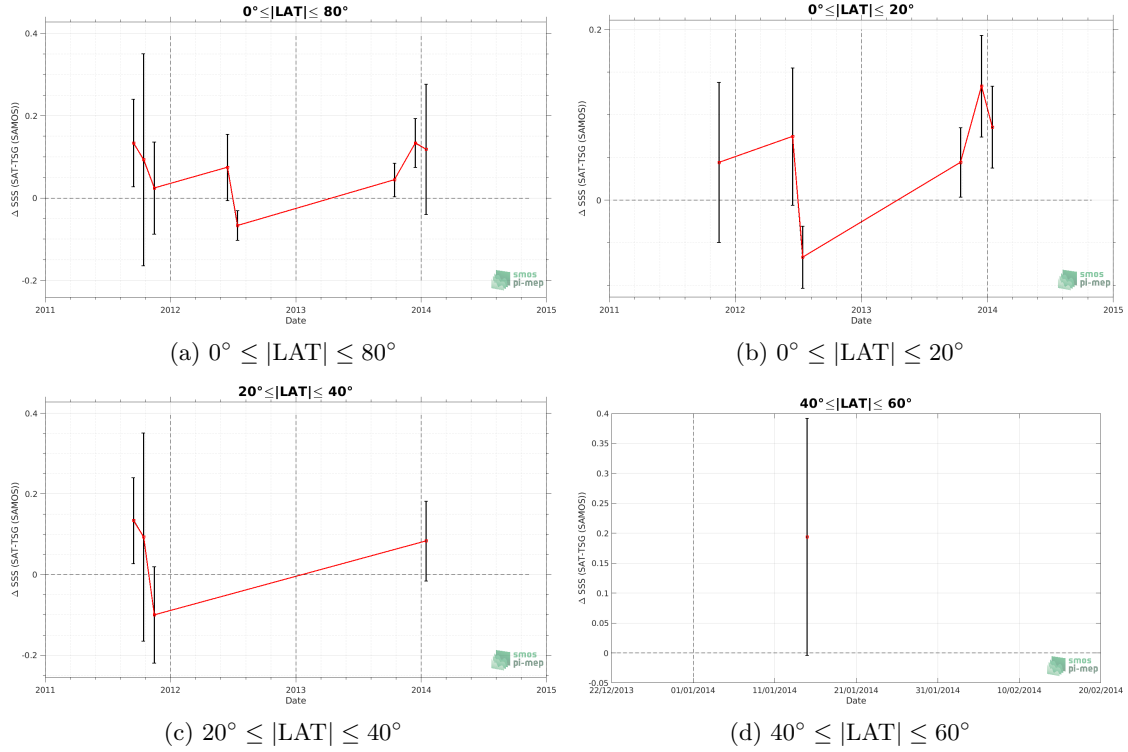 0°≤|LAT|≤ 80°
0.4
0.2
0
-0.2
Δ SSS (SAT-TSG (SAMOS))
2011 2012 2013 2014 2015
Date
smos
pi-mep
(a) 0° ≤ |LAT| ≤ 80°
0°≤|LAT|≤ 20°
0.2
0
Δ SSS (SAT-TSG (SAMOS))
2011 2012 2013 2014 2015
Date
smos
pi-mep
(b) 0° ≤ |LAT| ≤ 20°
20°≤|LAT|≤ 40°
0.4
0.2
0
-0.2
Δ SSS (SAT-TSG (SAMOS))
2011 2012 2013 2014 2015
Date
smos
pi-mep
(c) 20° ≤ |LAT| ≤ 40°
40°≤|LAT|≤ 60°
0.4
0.35
0.3
0.25
0.2
0.15
0.1
0.05
0
-0.05
Δ SSS (SAT-TSG (SAMOS))
22/12/2013 01/01/2014 11/01/2014 21/01/2014 31/01/2014 10/02/2014 20/02/2014
Date
smos
pi-mep
(d) 40° ≤ |LAT| ≤ 60°